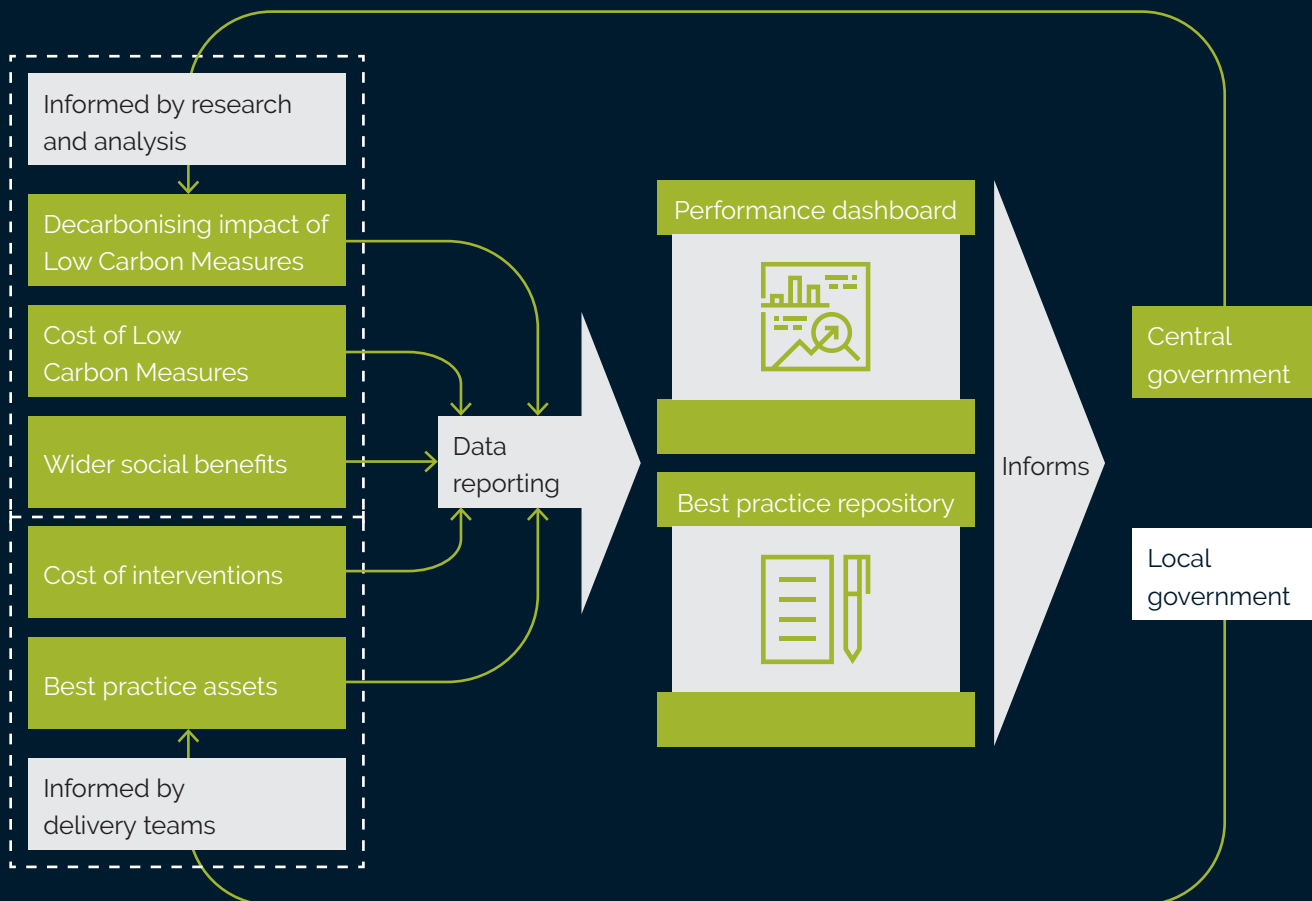 Informed by research
and analysis
Decarbonising impact of
Low Carbon Measures
Cost of Low
Carbon Measures
Wider social benefits
Cost of interventions
Best practice assets
Informed by
delivery teams
Data
reporting
Performance dashboard
Best practice repository
Informs
Central
government
Local
government